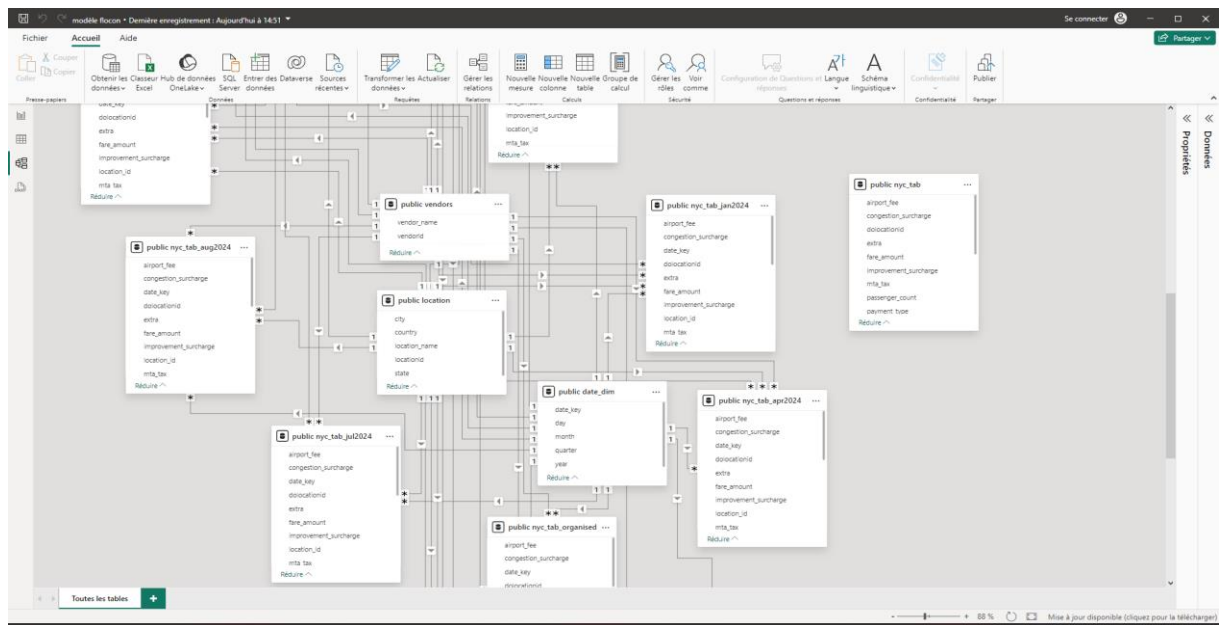 modèle flocon • Dernière enregistrement : Aujourd'hui à 14:51
Se connecter
Fichier Accueil Aide
Partager
Coller
Couper
Copier
Obtenir les données
Classeur Excel
Hub de données OneLake
SQL Server
Entrer des données
Dataverse
Sources récentes
Transformer les données
Actualiser
Gérer les relations
Nouvelle mesure
Nouvelle colonne
Nouvelle table
Groupe de calcul
Gérer les rôles
Voir comme
Configuration de Questions et réponses
Langue
Schéma linguistique
Confidentialité
Publier
Presse-papiers
Données
Requêtes
Relations
Calculs
Sécurité
Questions et réponses
Confidentialité
Partager
date_key
dolocationid
extra
fare_amount
improvement_surcharge
location_id
mta_tax
Réduire
improvement_surcharge
location_id
mta_tax
Réduire
public vendors
vendor_name
vendorid
Réduire
public nyc_tab_jan2024
airport_fee
congestion_surcharge
date_key
dolocationid
extra
fare_amount
improvement_surcharge
location_id
mta_tax
Réduire
public nyc_tab
airport_fee
congestion_surcharge
dolocationid
extra
fare_amount
improvement_surcharge
mta_tax
passenger_count
payment_type
Réduire
Propriétés
Données
public nyc_tab_aug2024
airport_fee
congestion_surcharge
date_key
dolocationid
extra
fare_amount
improvement_surcharge
location_id
mta_tax
Réduire
public location
city
country
location_name
locationid
state
Réduire
public date_dim
date_key
day
month
quarter
year
Réduire
public nyc_tab_apr2024
airport_fee
congestion_surcharge
date_key
dolocationid
extra
fare_amount
improvement_surcharge
location_id
mta_tax
Réduire
public nyc_tab_jul2024
airport_fee
congestion_surcharge
date_key
dolocationid
extra
fare_amount
improvement_surcharge
location_id
mta_tax
Réduire
public nyc_tab_organised
airport_fee
congestion_surcharge
date_key
dolocationid
Toutes les tables
88 %
Mise à jour disponible (cliquez pour la télécharger)